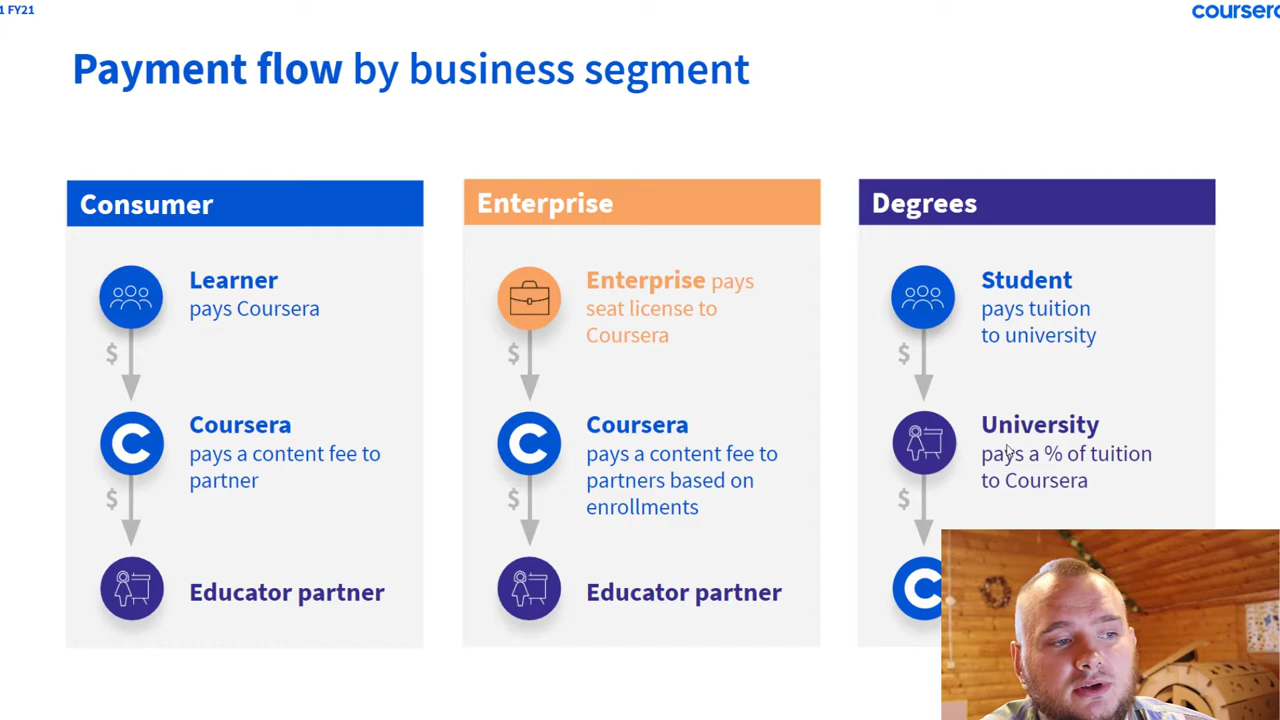 1 FY21
coursera
Payment flow by business segment
Consumer
Learner
pays Coursera
$
Coursera
pays a content fee to
partner
$
Educator partner
Enterprise
Enterprise pays
seat license to
Coursera
$
Coursera
pays a content fee to
partners based on
enrollments
$
Educator partner
Degrees
Student
pays tuition
to university
$
University
pays a % of tuition
to Coursera
$